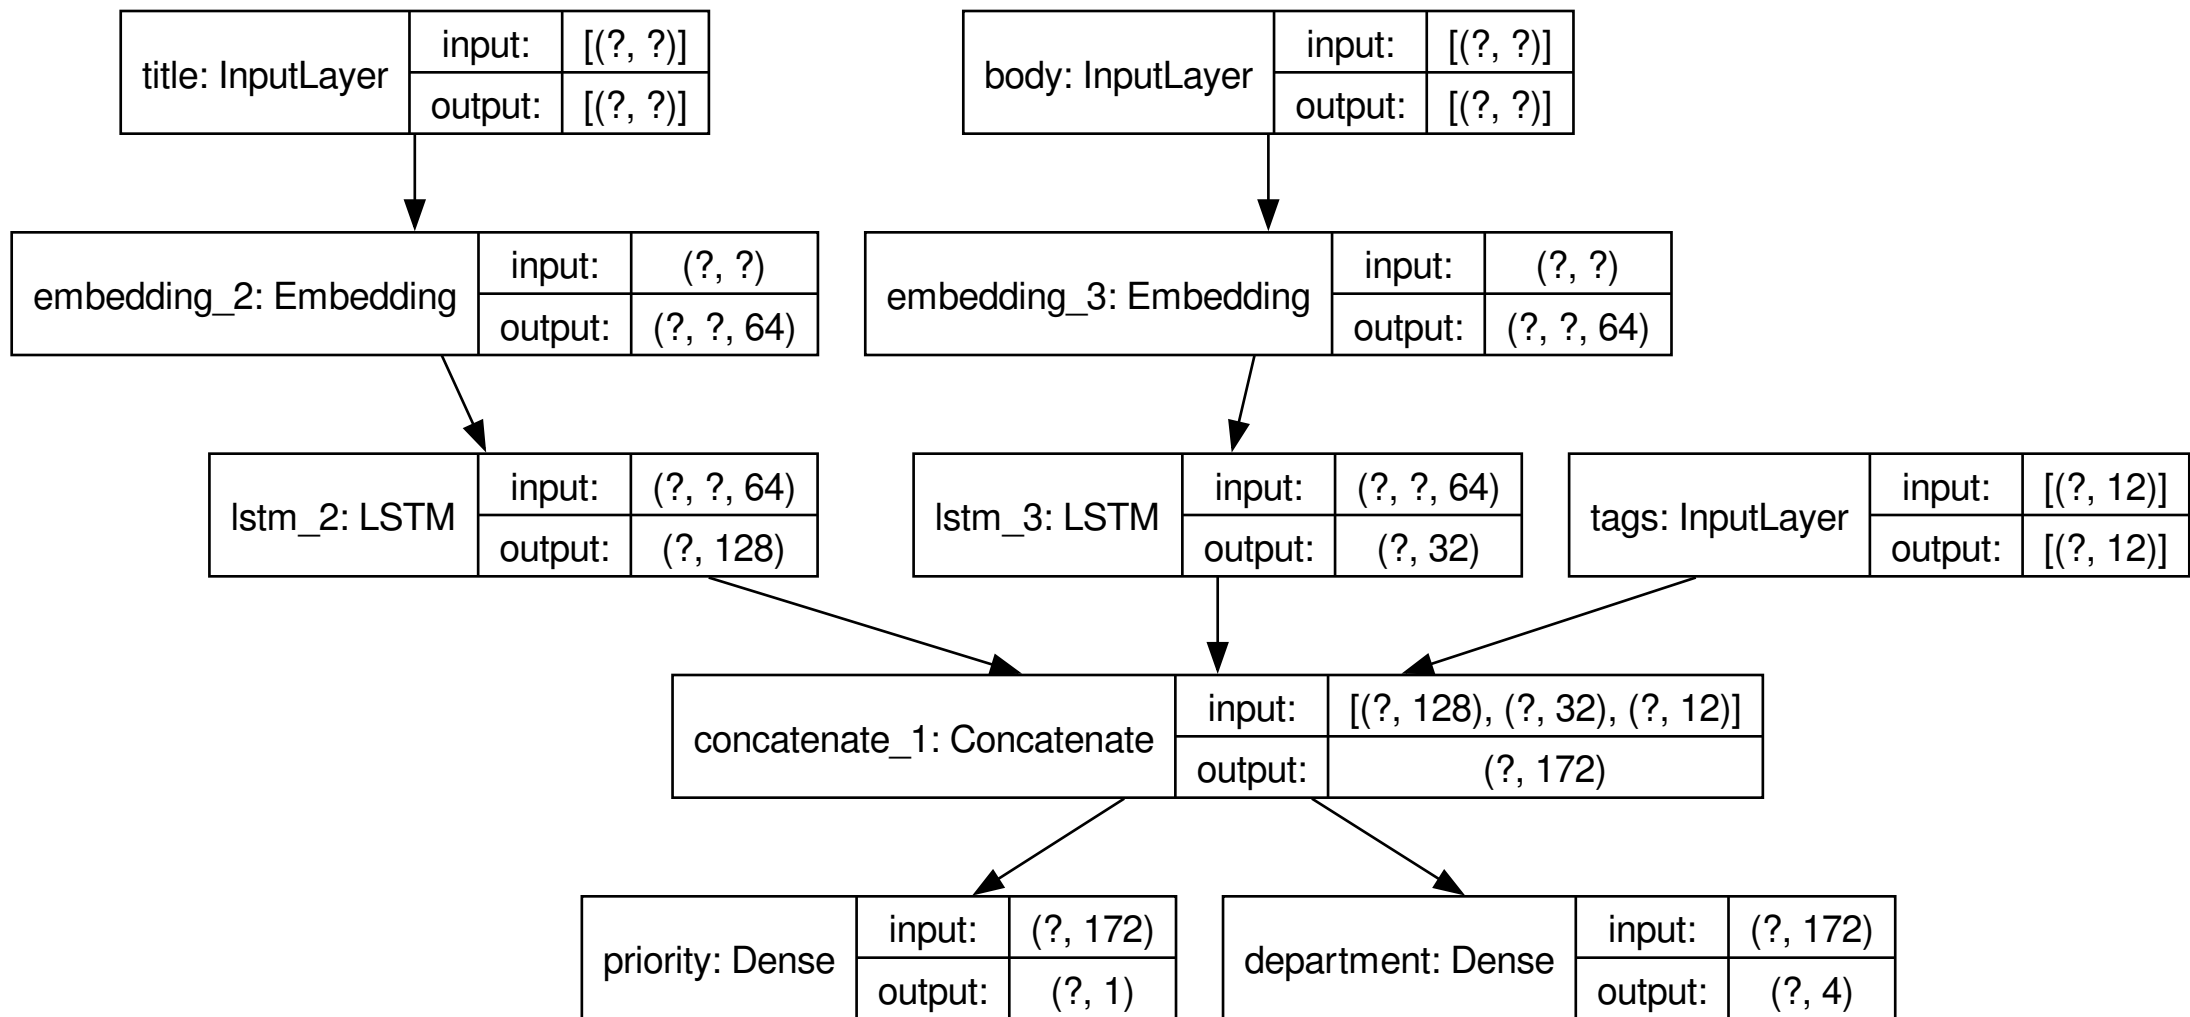 title: InputLayer
input: [(?, ?)]
output: [(?, ?)]
body: InputLayer
input: [(?, ?)]
output: [(?, ?)]
embedding_2: Embedding
input: (?, ?)
output: (?, ?, 64)
embedding_3: Embedding
input: (?, ?)
output: (?, ?, 64)
lstm_2: LSTM
input: (?, ?, 64)
output: (?, 128)
lstm_3: LSTM
input: (?, ?, 64)
output: (?, 32)
tags: InputLayer
input: [(?, 12)]
output: [(?, 12)]
concatenate_1: Concatenate
input: [(?, 128), (?, 32), (?, 12)]
output: (?, 172)
priority: Dense
input: (?, 172)
output: (?, 1)
department: Dense
input: (?, 172)
output: (?, 4)